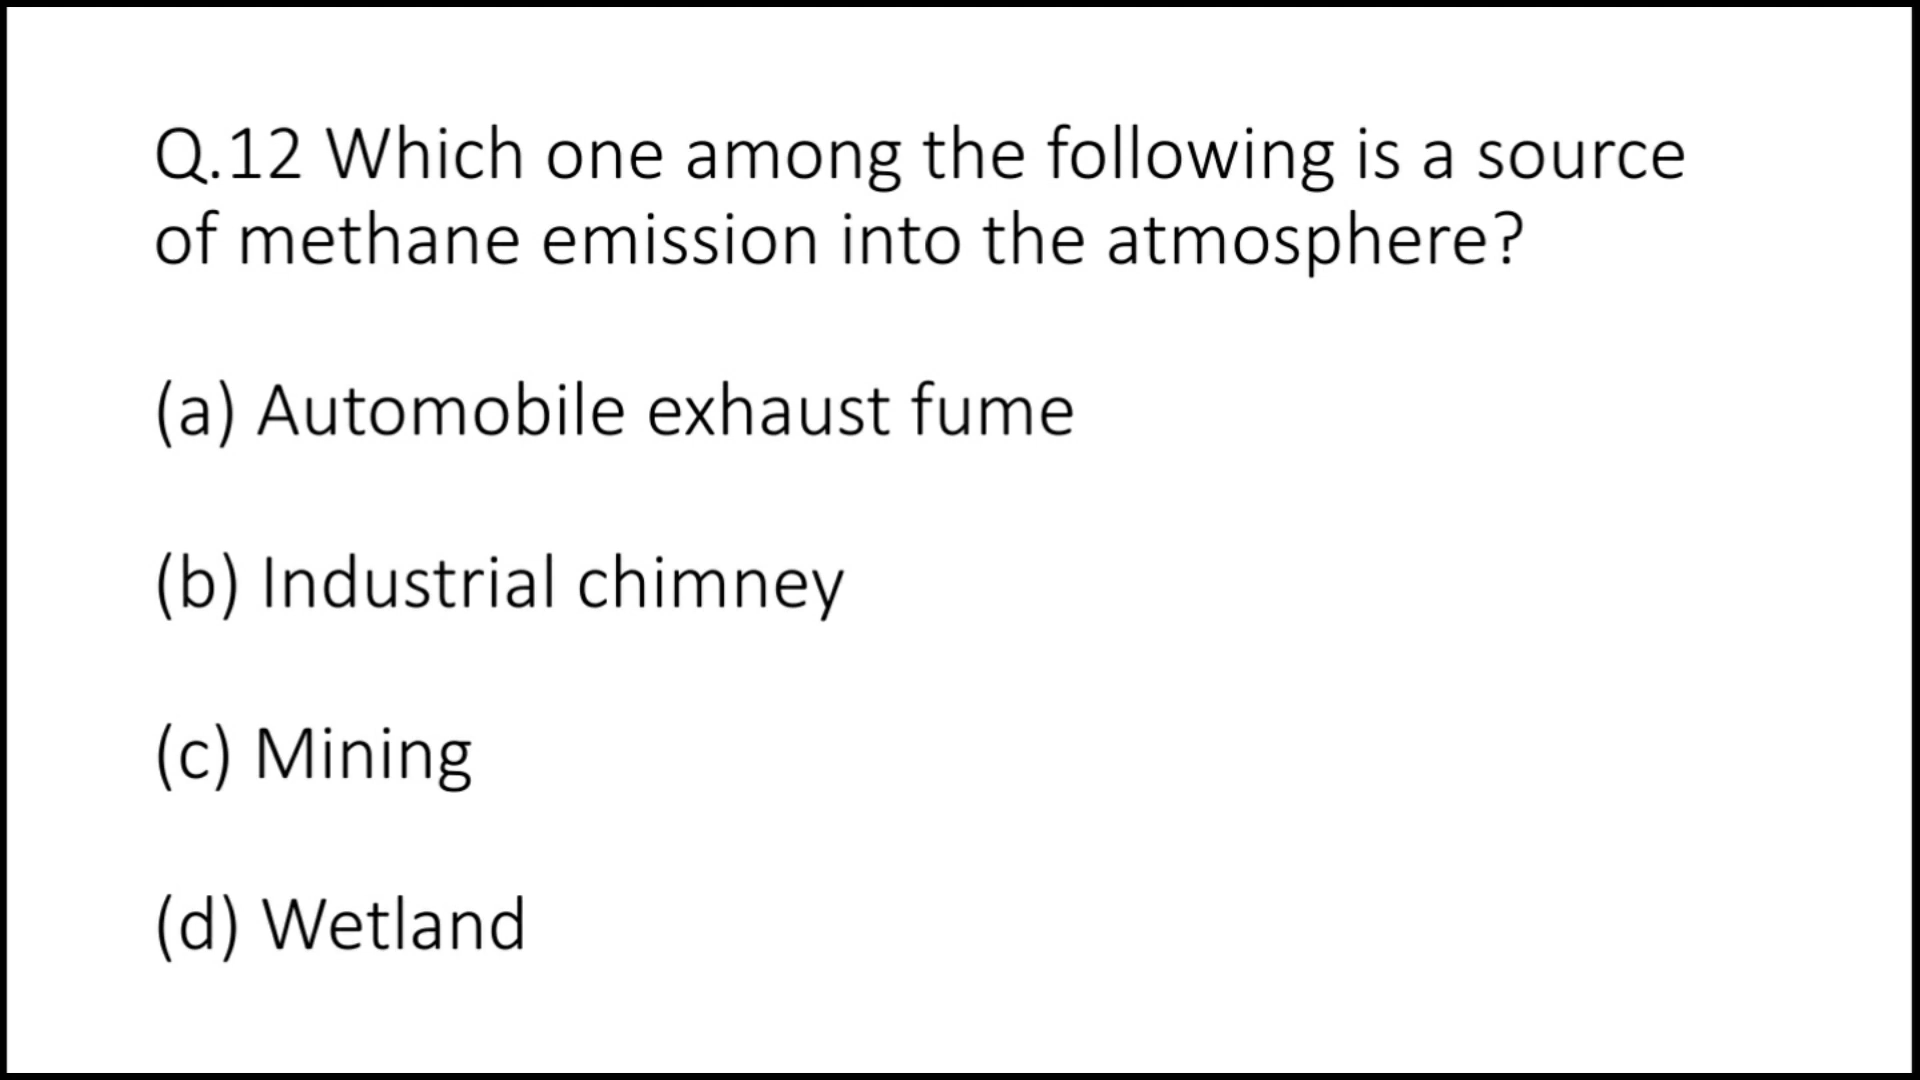 Q.12 Which one among the following is a source
of methane emission into the atmosphere?
(a) Automobile exhaust fume
(b) Industrial chimney
(c) Mining
(d) Wetland